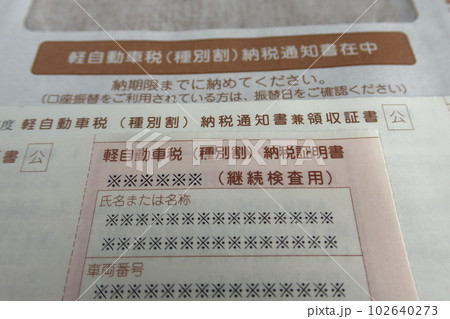 軽自動車税(種別割)納税通知書在中
納期限までに納めてください。
(口座振替をご利用されている方は、振替日をご確認ください)
度 軽自動車税 (種別割) 納税通知書兼領収証書 公
書 公
軽自動車税 (種別割) 納税証明書
※※※※※※ (継続検査用)
氏名または名称
※※※※※※※※※※※※※※※
※※※※※※※※※※※※※※※
車両番号
※※※※※※※※※※※※※※※
102640273